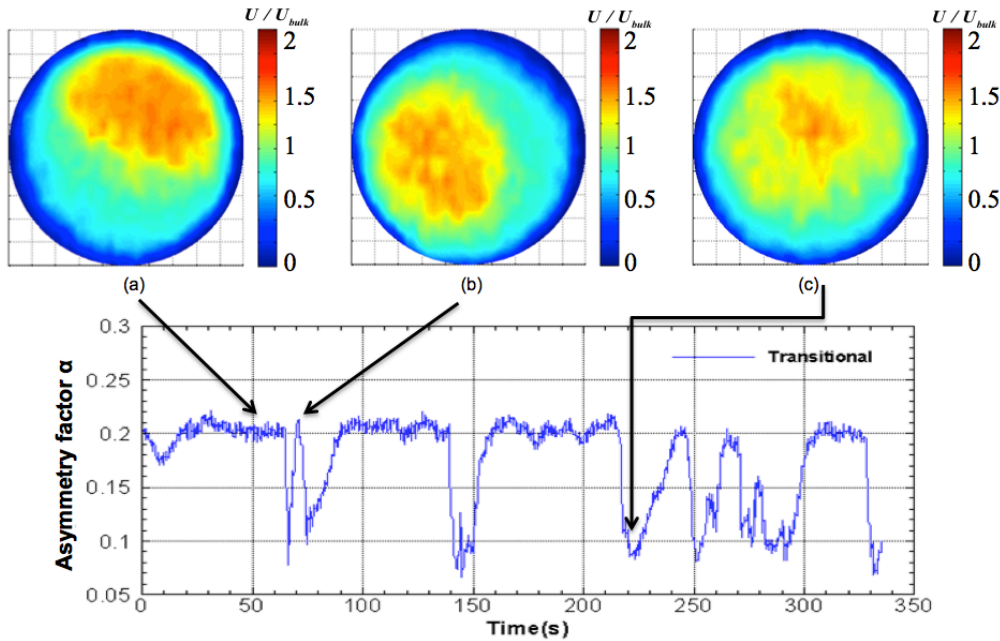 U / U_bulk
2
1.5
1
0.5
0
(a)
U / U_bulk
2
1.5
1
0.5
0
(b)
U / U_bulk
2
1.5
1
0.5
0
(c)
Asymmetry factor α
0.3
0.25
0.2
0.15
0.1
0.05
Transitional
0 50 100 150 200 250 300 350
Time(s)